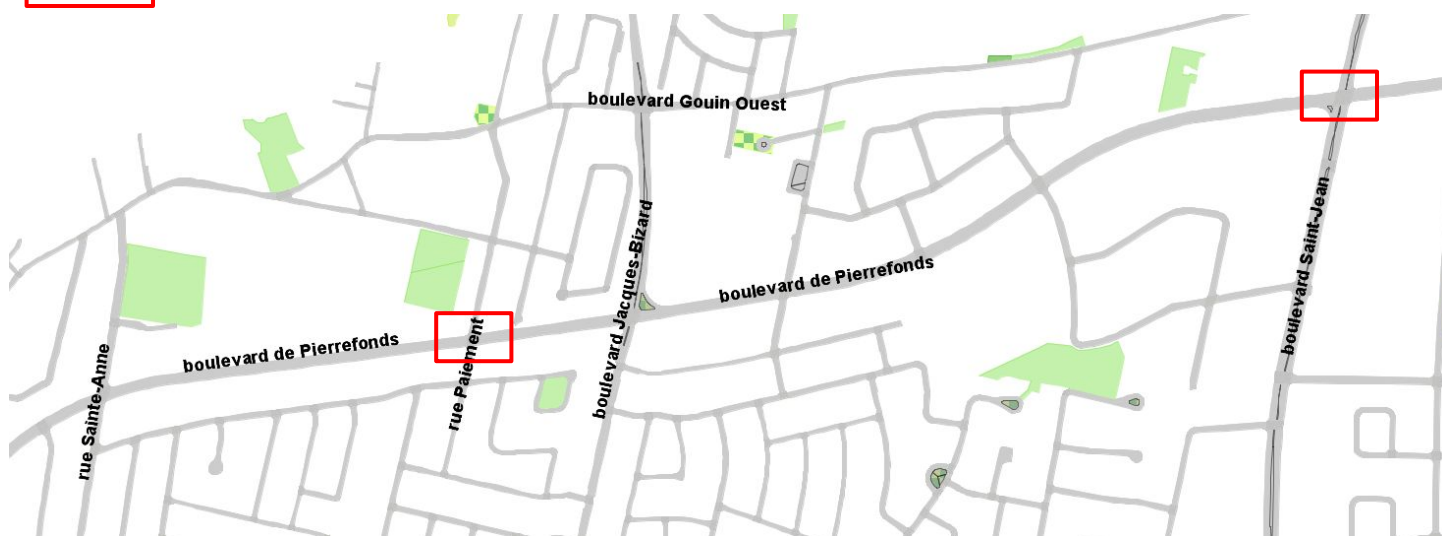 boulevard Gouin Ouest
boulevard Saint-Jean
boulevard Jacques-Bizard
boulevard de Pierrefonds
boulevard de Pierrefonds
rue Paiement
rue Sainte-Anne